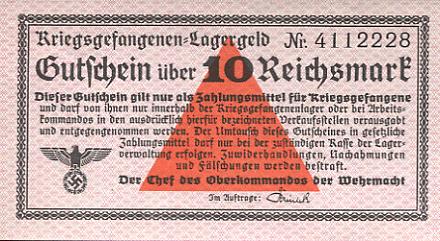 Kriegsgefangenen-Lagergeld Nr. 4112228
Gutschein über 10 Reichsmark
Dieser Gutschein gilt nur als Zahlungsmittel für Kriegsgefangene
und darf von ihnen nur innerhalb der Kriegsgefangenenlager oder bei Arbeits-
kommandos in den ausdrücklich hierfür bezeichneten Verkaufsstellen verausgabt
und entgegengenommen werden. Der Umtausch dieses Gutscheines in gesetzliche
Zahlungsmittel darf nur bei der zuständigen Kasse der Lager-
verwaltung erfolgen. Zuwiderhandlungen, Nachahmungen
und Fälschungen werden bestraft.
Der Chef des Oberkommandos der Wehrmacht
Im Auftrage: